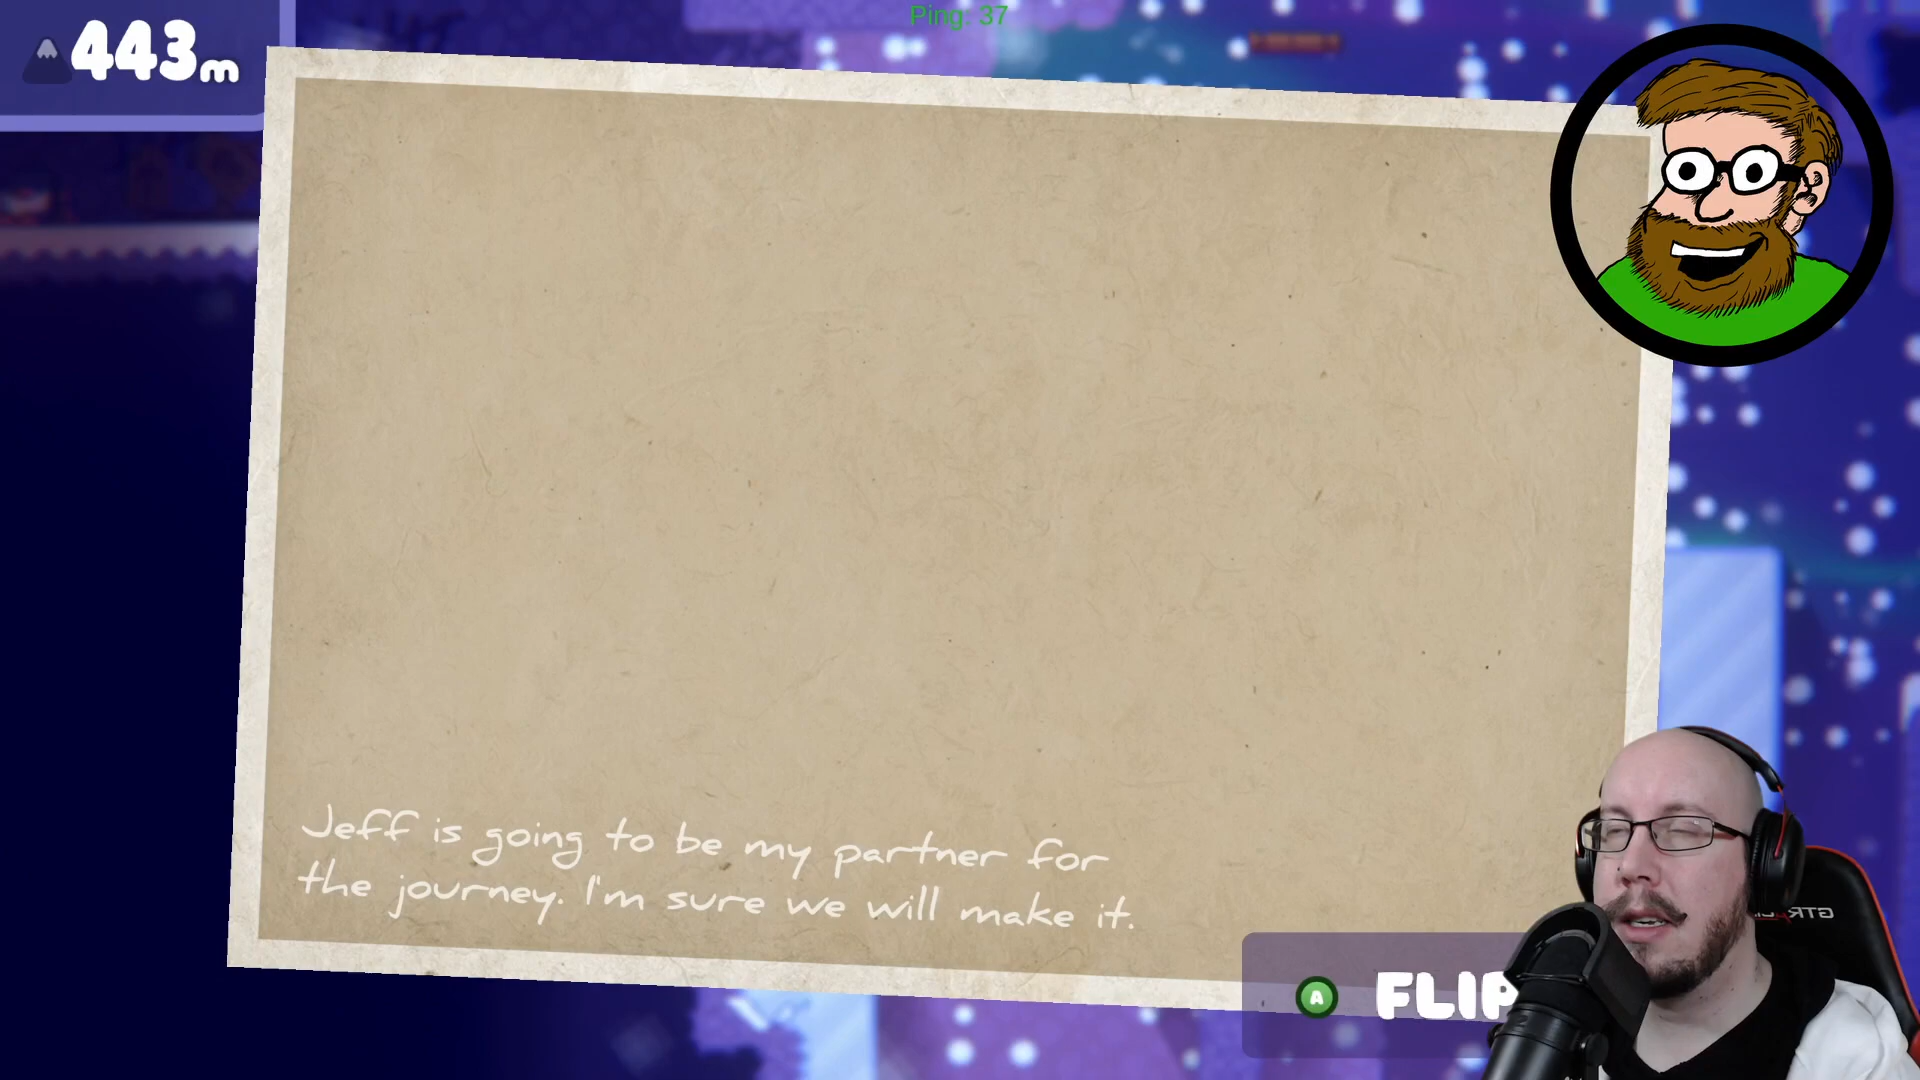 Ping: 37
443m
Jeff is going to be my partner for
the journey. I'm sure we will make it.
A FLIP